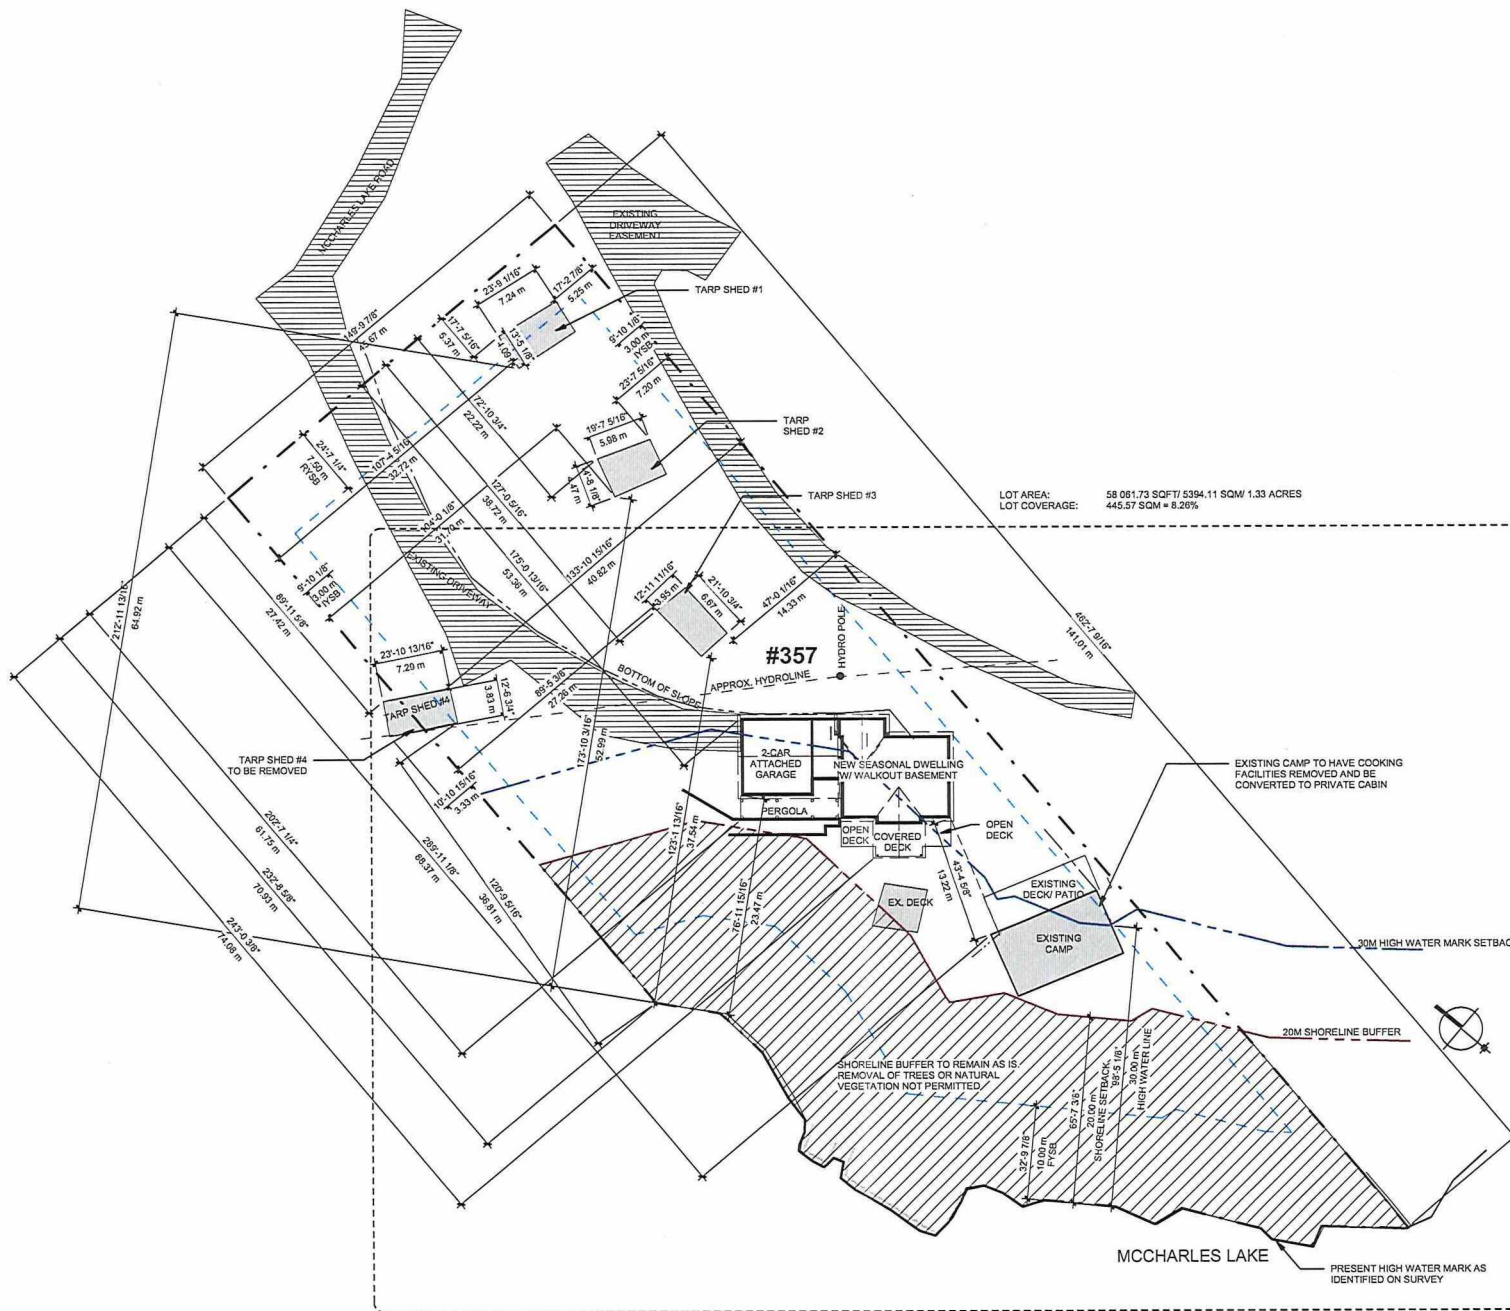 MCCHARLES LAKE ROAD
EXISTING
DRIVEWAY
EASEMENT
TARP SHED #1
23'-9 1/16"
7.24 m
17'-2 7/8"
5.25 m
17'-7 5/16"
5.37 m
13'-5 1/8"
4.09
9'-10 1/8"
3.00 m
IYSB
149'-9 7/8"
45.67 m
23'-7 5/16"
7.20 m
72'-10 3/4"
22.22 m
19'-7 5/16"
5.98 m
TARP
SHED #2
14'-8 1/8"
4.47 m
24'-7 1/4"
7.50 m
RYSB
107'-4 5/16"
32.72 m
127'-0 5/16"
38.72 m
TARP SHED #3
LOT AREA: 58 061.73 SQFT/ 5394.11 SQM/ 1.33 ACRES
LOT COVERAGE: 445.57 SQM = 8.26%
104'-0 1/8"
31.70 m
175'-0 13/16"
53.36 m
133'-10 15/16"
40.82 m
EXISTING DRIVEWAY
9'-10 1/8"
3.00 m
IYSB
89'-11 5/8"
27.42 m
212'-11 13/16"
64.92 m
12'-11 11/16"
3.95 m
21'-10 3/4"
6.67 m
47'-0 1/16"
14.33 m
462'-7 9/16"
141.01 m
#357
HYDRO POLE
23'-10 13/16"
7.29 m
12'-6 3/4"
3.83 m
TARP SHED #4
89'-5 3/8"
27.26 m
BOTTOM OF SLOPE
APPROX. HYDROLINE
TARP SHED #4
TO BE REMOVED
173'-10 3/16"
52.99 m
2-CAR
ATTACHED
GARAGE
NEW SEASONAL DWELLING
W/ WALKOUT BASEMENT
EXISTING CAMP TO HAVE COOKING
FACILITIES REMOVED AND BE
CONVERTED TO PRIVATE CABIN
10'-10 15/16"
3.33 m
PERGOLA
OPEN
DECK
COVERED
DECK
OPEN
DECK
202'-7 1/4"
61.75 m
232'-8 5/8"
70.93 m
243'-0 3/8"
74.08 m
289'-11 1/8"
88.37 m
120'-9 5/16"
36.81 m
123'-1 13/16"
37.54 m
76'-11 15/16"
23.47 m
43'-4 5/8"
13.22 m
EX. DECK
EXISTING
DECK/ PATIO
EXISTING
CAMP
30M HIGH WATER MARK SETBAC
20M SHORELINE BUFFER
SHORELINE BUFFER TO REMAIN AS IS.
REMOVAL OF TREES OR NATURAL
VEGETATION NOT PERMITTED
32'-9 7/8"
10.00 m
FYSB
65'-7 3/8"
20.00 m
SHORELINE SETBACK
98'-5 1/8"
30.00 m
HIGH WATER LINE
MCCHARLES LAKE
PRESENT HIGH WATER MARK AS
IDENTIFIED ON SURVEY